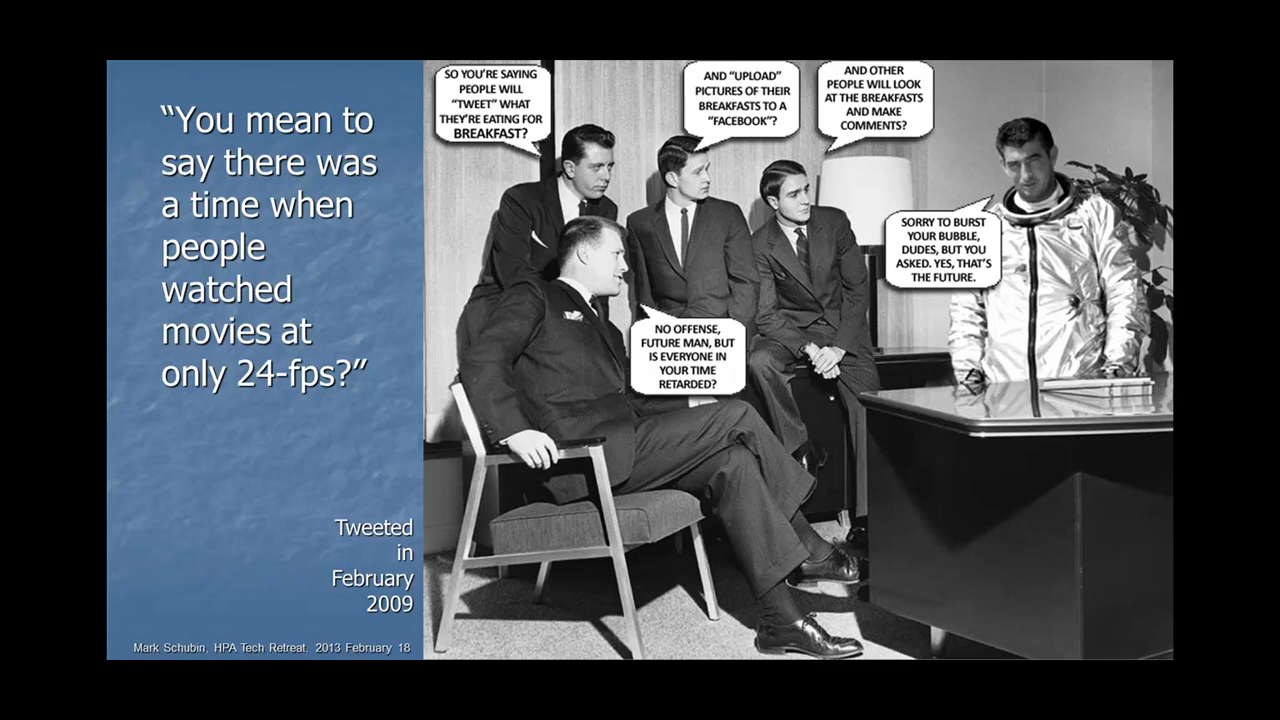 “You mean to
say there was
a time when
people
watched
movies at
only 24-fps?”
Tweeted
in
February
2009
Mark Schubin, HPA Tech Retreat, 2013 February 18
SO YOU’RE SAYING
PEOPLE WILL
“TWEET” WHAT
THEY’RE EATING FOR
BREAKFAST?
AND “UPLOAD”
PICTURES OF THEIR
BREAKFASTS TO A
“FACEBOOK”?
AND OTHER
PEOPLE WILL LOOK
AT THE BREAKFASTS
AND MAKE
COMMENTS?
SORRY TO BURST
YOUR BUBBLE,
DUDES, BUT YOU
ASKED. YES, THAT’S
THE FUTURE.
NO OFFENSE,
FUTURE MAN, BUT
IS EVERYONE IN
YOUR TIME
RETARDED?